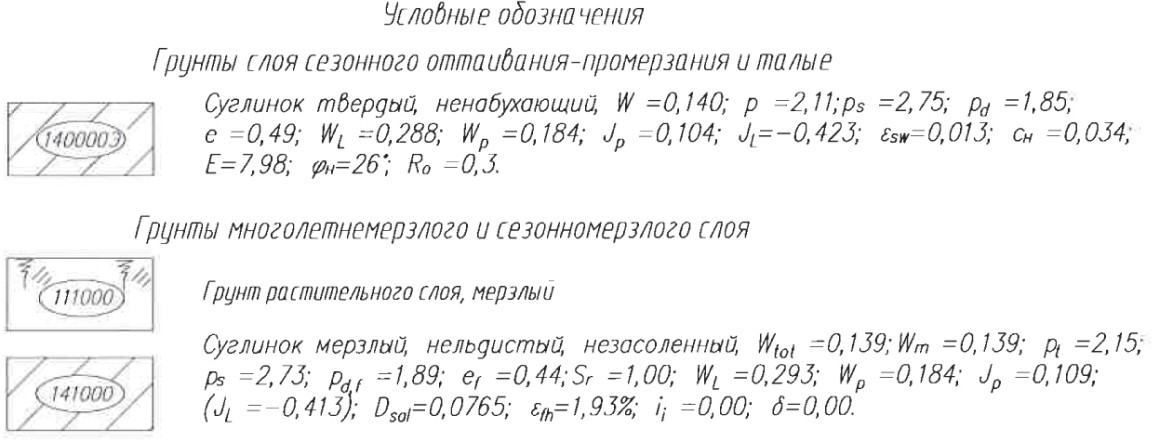 Условные обозначения
Грунты слоя сезонного оттаивания-промерзания и талые
1400003
Суглинок твердый, ненабухающий, W =0,140; p =2,11; ps =2,75; pd =1,85;
e =0,49; WL =0,288; Wp =0,184; Jp =0,104; JL=-0,423; εsw=0,013; cн =0,034;
E=7,98; φн=26°; Ro =0,3.
Грунты многолетнемерзлого и сезонномерзлого слоя
111000
Грунт растительного слоя, мерзлый
141000
Суглинок мерзлый, нельдистый, незасоленный, Wtot =0,139; Wm =0,139; pt =2,15;
ps =2,73; pd,f =1,89; ef =0,44; Sr =1,00; WL =0,293; Wp =0,184; Jp =0,109;
(JL =-0,413); Dsal=0,0765; εfh=1,93%; ii =0,00; δ=0,00.